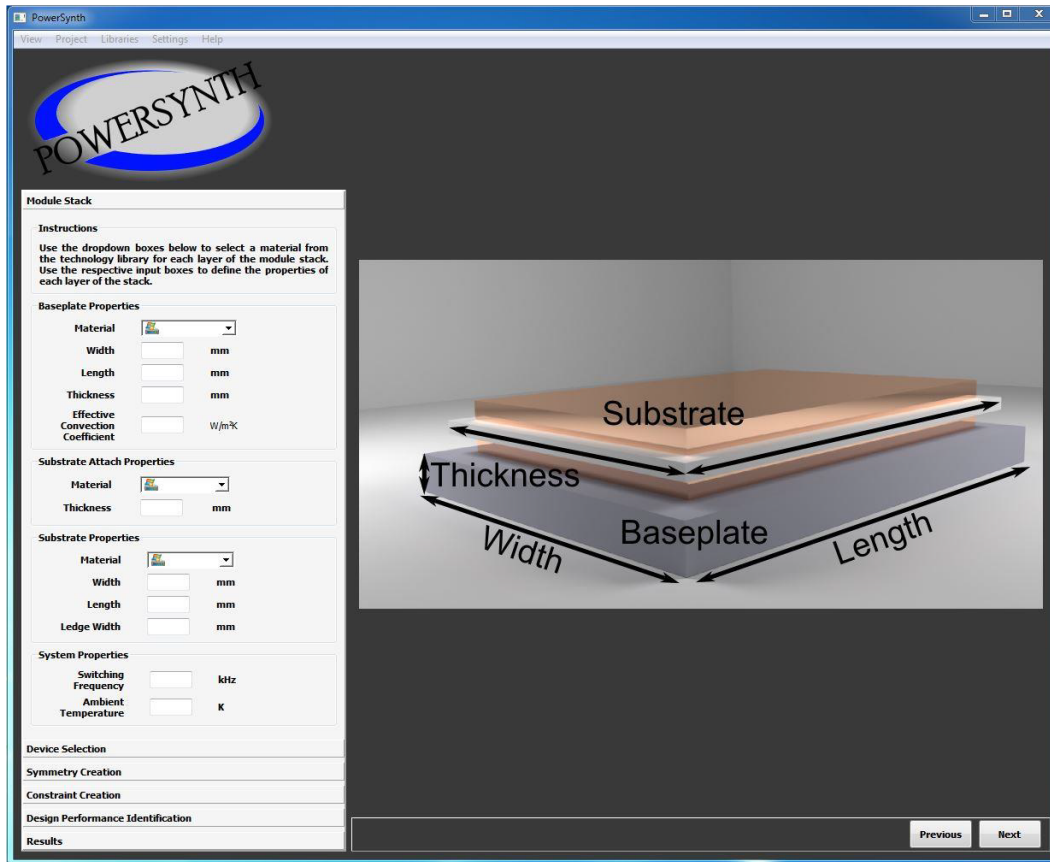 PowerSynth
View Project Libraries Settings Help
POWERSYNTH
Module Stack
Instructions
Use the dropdown boxes below to select a material from
the technology library for each layer of the module stack.
Use the respective input boxes to define the properties of
each layer of the stack.
Baseplate Properties
Material
Width mm
Length mm
Thickness mm
Effective
Convection
Coefficient
W/m²K
Substrate Attach Properties
Material
Thickness mm
Substrate Properties
Material
Width mm
Length mm
Ledge Width mm
System Properties
Switching
Frequency
kHz
Ambient
Temperature
K
Device Selection
Symmetry Creation
Constraint Creation
Design Performance Identification
Results
Substrate
Thickness
Baseplate
Width
Length
Previous Next